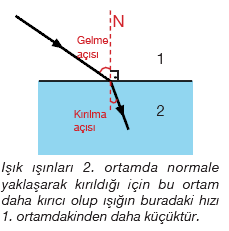 N
Gelme
açısı
1
Kırılma
açısı
2
Işık ışınları 2. ortamda normale
yaklaşarak kırıldığı için bu ortam
daha kırıcı olup ışığın buradaki hızı
1. ortamdakinden daha küçüktür.